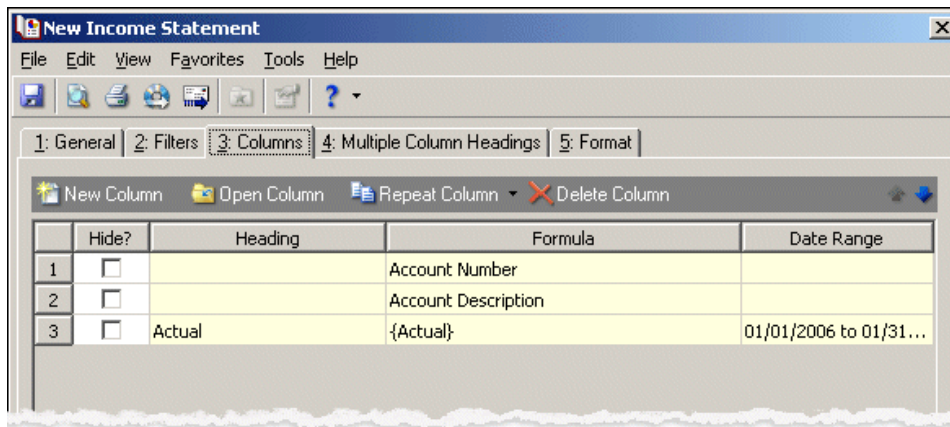 New Income Statement
File Edit View Favorites Tools Help
1: General 2: Filters 3: Columns 4: Multiple Column Headings 5: Format
New Column Open Column Repeat Column Delete Column
Hide? Heading Formula Date Range
1 Account Number
2 Account Description
3 Actual {Actual} 01/01/2006 to 01/31...